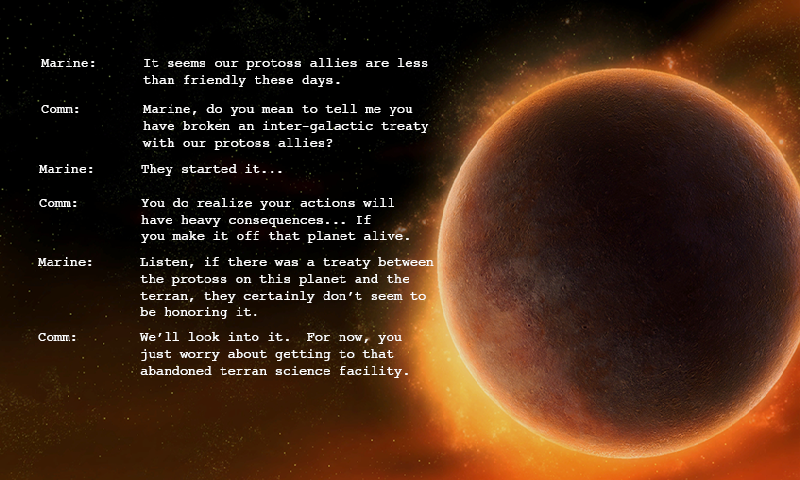 Marine: It seems our protoss allies are less
than friendly these days.
Comm: Marine, do you mean to tell me you
have broken an inter-galactic treaty
with our protoss allies?
Marine: They started it...
Comm: You do realize your actions will
have heavy consequences... If
you make it off that planet alive.
Marine: Listen, if there was a treaty between
the protoss on this planet and the
terran, they certainly don't seem to
be honoring it.
Comm: We'll look into it.  For now, you
just worry about getting to that
abandoned terran science facility.